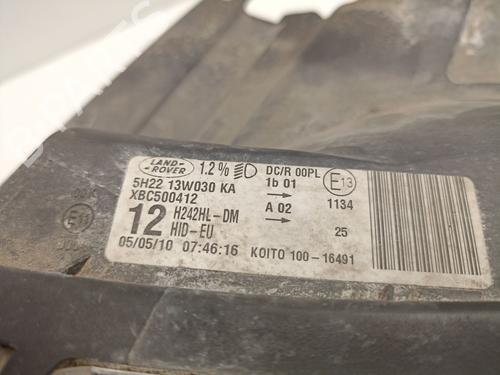 LAND ROVER 1.2% DC/R 00PL E13
5H22 13W030 KA 1b 01 1134
XBC500412 A 02
12 H242HL-DM 25
HID-EU
05/05/10 07:46:16 KOITO 100-16491